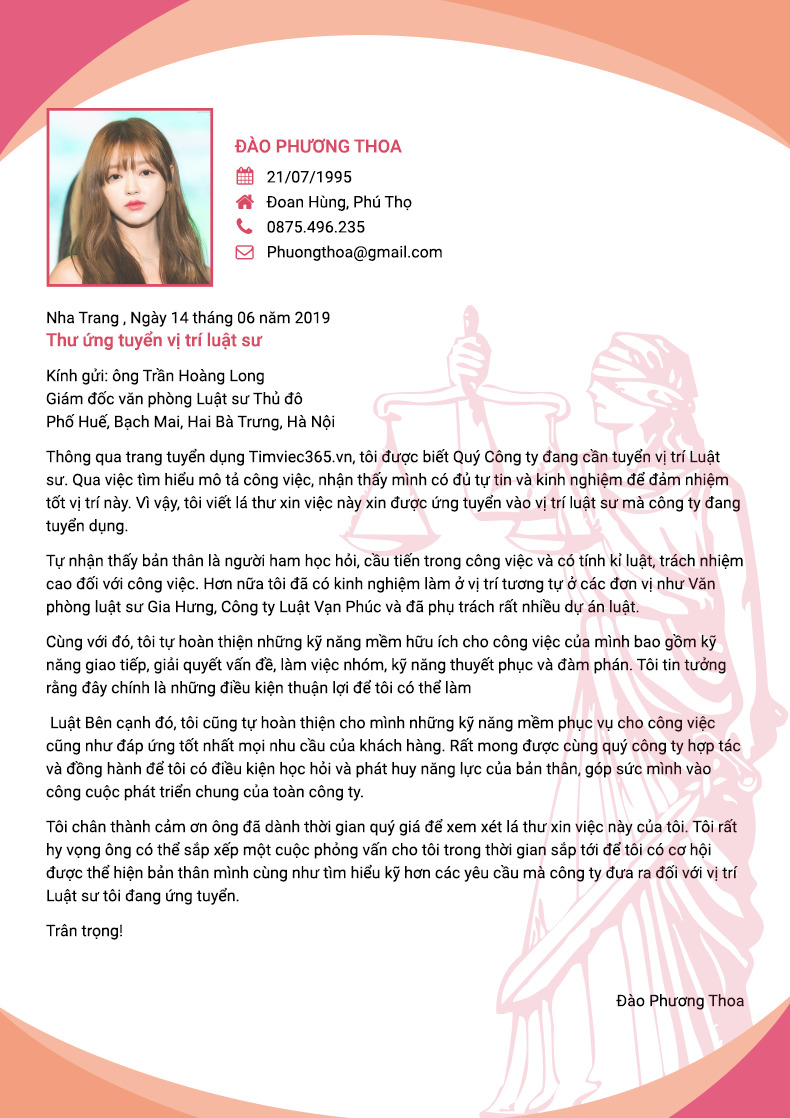 ĐÀO PHƯƠNG THOA
21/07/1995
Đoan Hùng, Phú Thọ
0875.496.235
Phuongthoa@gmail.com
Nha Trang , Ngày 14 tháng 06 năm 2019
Thư ứng tuyển vị trí luật sư
Kính gửi: ông Trần Hoàng Long
Giám đốc văn phòng Luật sư Thủ đô
Phố Huế, Bạch Mai, Hai Bà Trưng, Hà Nội
Thông qua trang tuyển dụng Timviec365.vn, tôi được biết Quý Công ty đang cần tuyển vị trí Luật
sư. Qua việc tìm hiểu mô tả công việc, nhận thấy mình có đủ tự tin và kinh nghiệm để đảm nhiệm
tốt vị trí này. Vì vậy, tôi viết lá thư xin việc này xin được ứng tuyển vào vị trí luật sư mà công ty đang
tuyển dụng.
Tự nhận thấy bản thân là người ham học hỏi, cầu tiến trong công việc và có tính kỉ luật, trách nhiệm
cao đối với công việc. Hơn nữa tôi đã có kinh nghiệm làm ở vị trí tương tự ở các đơn vị như Văn
phòng luật sư Gia Hưng, Công ty Luật Vạn Phúc và đã phụ trách rất nhiều dự án luật.
Cùng với đó, tôi tự hoàn thiện những kỹ năng mềm hữu ích cho công việc của mình bao gồm kỹ
năng giao tiếp, giải quyết vấn đề, làm việc nhóm, kỹ năng thuyết phục và đàm phán. Tôi tin tưởng
rằng đây chính là những điều kiện thuận lợi để tôi có thể làm
Luật Bên cạnh đó, tôi cũng tự hoàn thiện cho mình những kỹ năng mềm phục vụ cho công việc
cũng như đáp ứng tốt nhất mọi nhu cầu của khách hàng. Rất mong được cùng quý công ty hợp tác
và đồng hành để tôi có điều kiện học hỏi và phát huy năng lực của bản thân, góp sức mình vào
công cuộc phát triển chung của toàn công ty.
Tôi chân thành cảm ơn ông đã dành thời gian quý giá để xem xét lá thư xin việc này của tôi. Tôi rất
hy vọng ông có thể sắp xếp một cuộc phỏng vấn cho tôi trong thời gian sắp tới để tôi có cơ hội
được thể hiện bản thân mình cùng như tìm hiểu kỹ hơn các yêu cầu mà công ty đưa ra đối với vị trí
Luật sư tôi đang ứng tuyển.
Trân trọng!
Đào Phương Thoa